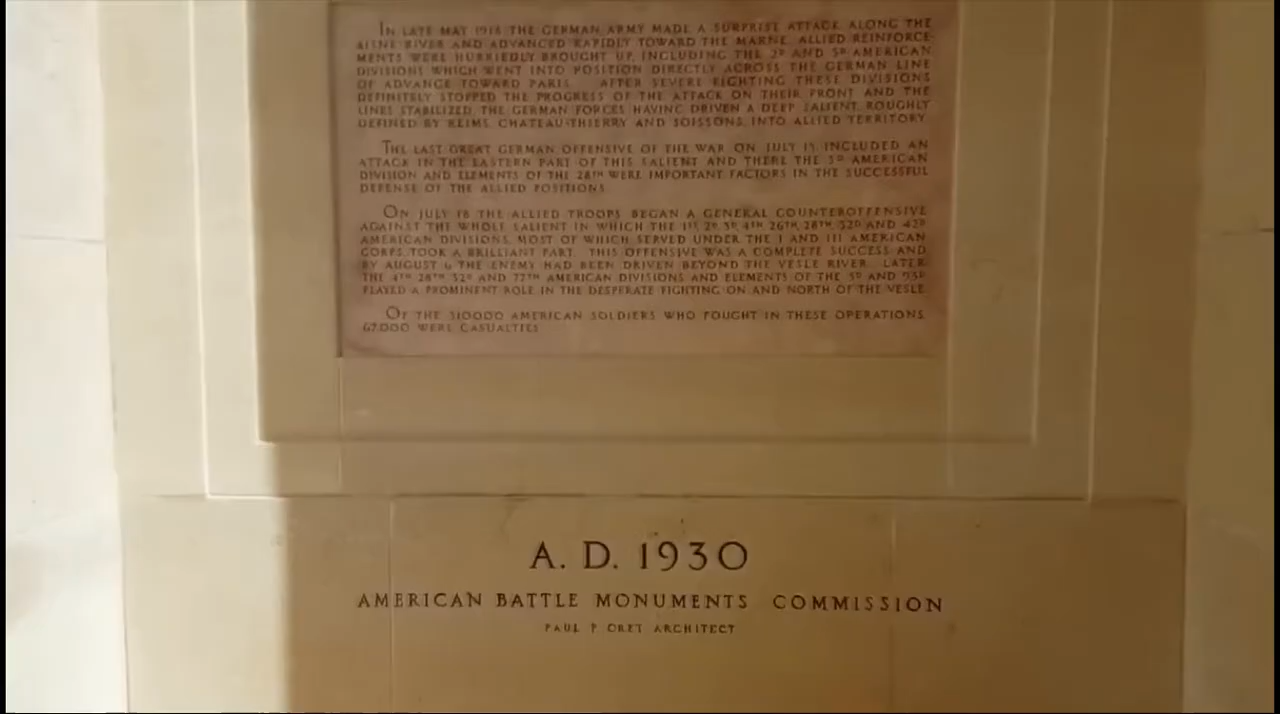 IN LATE MAY 1918 THE GERMAN ARMY MADE A SURPRISE ATTACK ALONG THE
AISNE RIVER AND ADVANCED RAPIDLY TOWARD THE MARNE. ALLIED REINFORCE-
MENTS WERE HURRIEDLY BROUGHT UP, INCLUDING THE 2D AND 3D AMERICAN
DIVISIONS WHICH WENT INTO POSITION DIRECTLY ACROSS THE GERMAN LINE
OF ADVANCE TOWARD PARIS. AFTER SEVERE FIGHTING THESE DIVISIONS
DEFINITELY STOPPED THE PROGRESS OF THE ATTACK ON THEIR FRONT AND THE
LINES STABILIZED THE GERMAN FORCES HAVING DRIVEN A DEEP SALIENT, ROUGHLY
DEFINED BY REIMS, CHATEAU-THIERRY AND SOISSONS, INTO ALLIED TERRITORY
THE LAST GREAT GERMAN OFFENSIVE OF THE WAR ON JULY 15 INCLUDED AN
ATTACK IN THE EASTERN PART OF THIS SALIENT AND THERE THE 3D AMERICAN
DIVISION AND ELEMENTS OF THE 28TH WERE IMPORTANT FACTORS IN THE SUCCESSFUL
DEFENSE OF THE ALLIED POSITIONS
ON JULY 18 THE ALLIED TROOPS BEGAN A GENERAL COUNTEROFFENSIVE
AGAINST THE WHOLE SALIENT IN WHICH THE 1ST, 2D, 3D, 4TH, 26TH, 28TH, 32D AND 42D
AMERICAN DIVISIONS, MOST OF WHICH SERVED UNDER THE I AND III AMERICAN
CORPS, TOOK A BRILLIANT PART. THIS OFFENSIVE WAS A COMPLETE SUCCESS AND
BY AUGUST 6 THE ENEMY HAD BEEN DRIVEN BEYOND THE VESLE RIVER. LATER
THE 4TH, 28TH, 32D AND 77TH AMERICAN DIVISIONS AND ELEMENTS OF THE 3D AND 93D
PLAYED A PROMINENT ROLE IN THE DESPERATE FIGHTING ON AND NORTH OF THE VESLE
OF THE 310000 AMERICAN SOLDIERS WHO FOUGHT IN THESE OPERATIONS,
67000 WERE CASUALTIES
A. D. 1930
AMERICAN BATTLE MONUMENTS COMMISSION
PAUL P CRET ARCHITECT